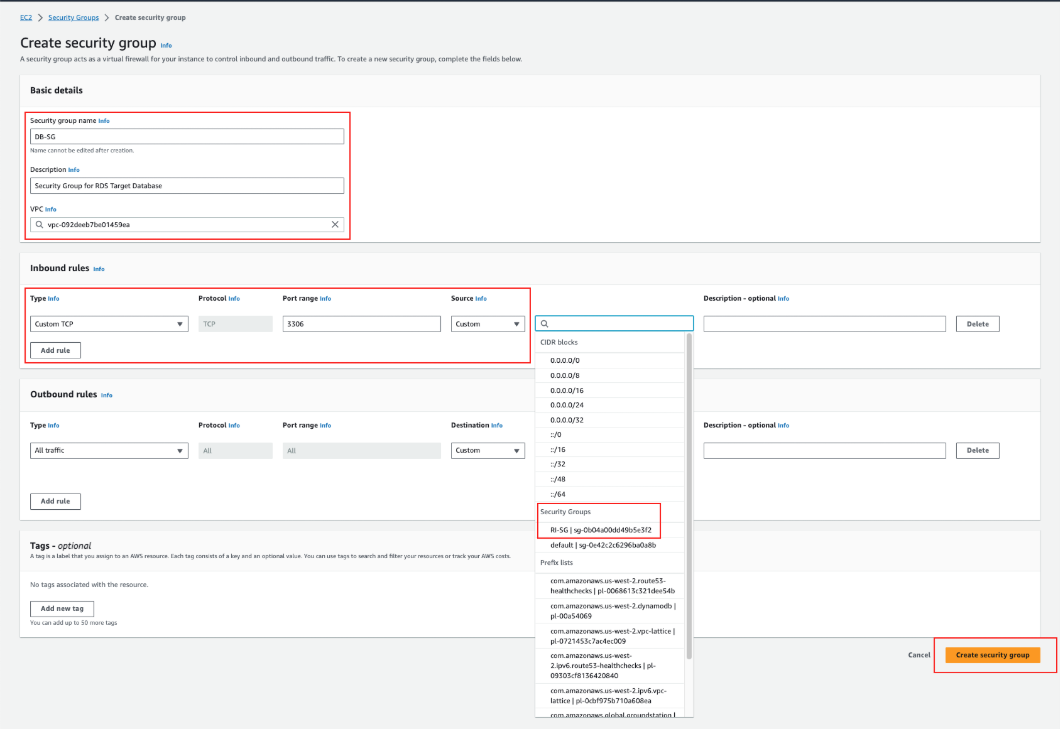 EC2 > Security Groups > Create security group
Create security group Info
A security group acts as a virtual firewall for your instance to control inbound and outbound traffic. To create a new security group, complete the fields below.
Basic details
Security group name Info
DB-SG
Name cannot be edited after creation.
Description Info
Security Group for RDS Target Database
VPC Info
vpc-092deeb7be01459ea
Inbound rules Info
Type Info Protocol Info Port range Info Source Info Description - optional Info
Custom TCP TCP 3306 Custom Delete
Add rule
CIDR blocks
0.0.0.0/0
0.0.0.0/8
0.0.0.0/16
0.0.0.0/24
0.0.0.0/32
::/0
::/16
::/32
::/48
::/64
Security Groups
RI-SG | sg-0b04a00dd49b5e3f2
default | sg-0e42c2c6296ba0a8b
Prefix lists
com.amazonaws.us-west-2.route53-
healthchecks | pl-0068613c321dee54b
com.amazonaws.us-west-2.dynamodb |
pl-00a54069
com.amazonaws.us-west-2.vpc-lattice |
pl-0721453c7ac4ec009
com.amazonaws.us-west-
2.ipv6.route53-healthchecks | pl-
09303cf8136420840
com.amazonaws.us-west-2.ipv6.vpc-
lattice | pl-0cbf975b710a608ea
com.amazonaws.global.groundstation |
Outbound rules Info
Type Info Protocol Info Port range Info Destination Info Description - optional Info
All traffic All All Custom Delete
Add rule
Tags - optional
A tag is a label that you assign to an AWS resource. Each tag consists of a key and an optional value. You can use tags to search and filter your resources or track your AWS costs.
No tags associated with the resource.
Add new tag
You can add up to 50 more tags
Cancel Create security group